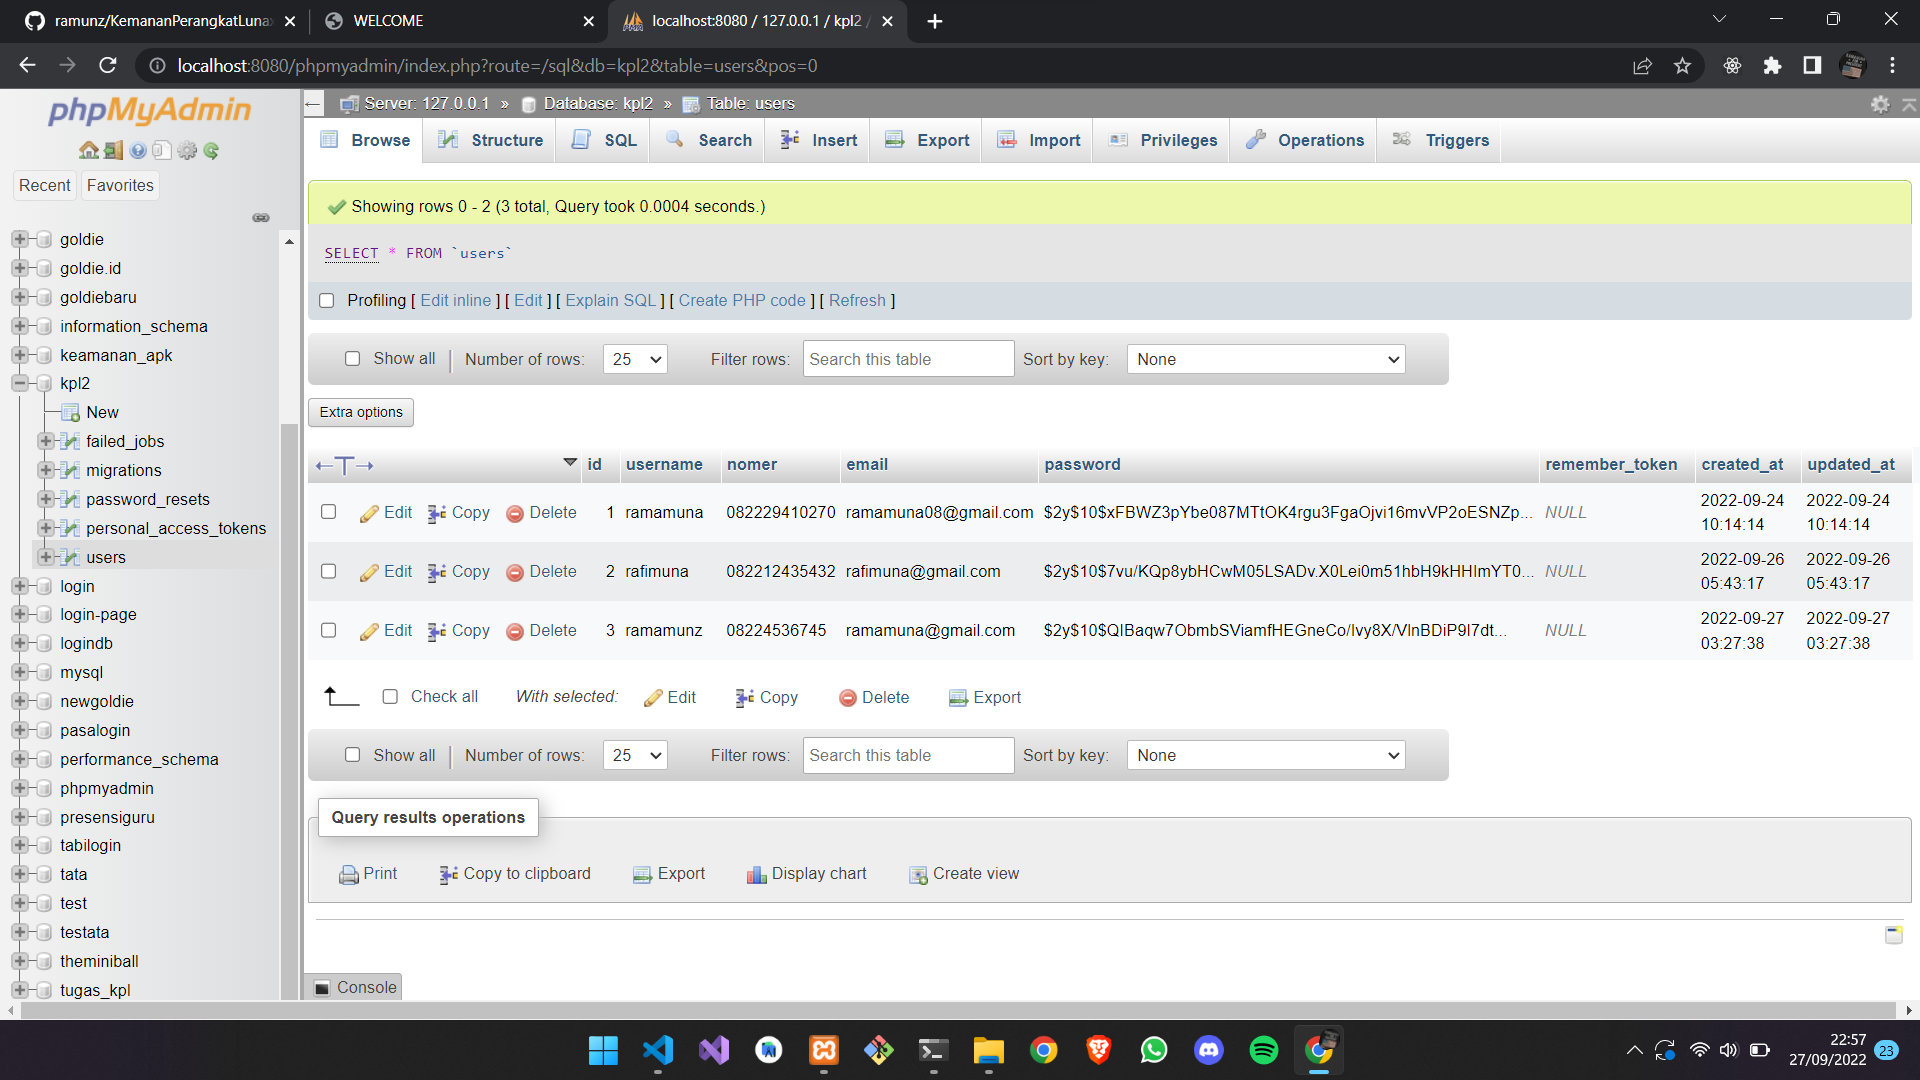 ramunz/KemananPerangkatLuna
WELCOME
localhost:8080 / 127.0.0.1 / kpl2 /
localhost:8080/phpmyadmin/index.php?route=/sql&db=kpl2&table=users&pos=0
phpMyAdmin
Recent Favorites
goldie
goldie.id
goldiebaru
information_schema
keamanan_apk
kpl2
New
failed_jobs
migrations
password_resets
personal_access_tokens
users
login
login-page
logindb
mysql
newgoldie
pasalogin
performance_schema
phpmyadmin
presensiguru
tabilogin
tata
test
testata
theminiball
tugas_kpl
Server: 127.0.0.1 » Database: kpl2 » Table: users
Browse Structure SQL Search Insert Export Import Privileges Operations Triggers
Showing rows 0 - 2 (3 total, Query took 0.0004 seconds.)
SELECT * FROM `users`
Profiling [ Edit inline ] [ Edit ] [ Explain SQL ] [ Create PHP code ] [ Refresh ]
Show all Number of rows: 25 Filter rows: Search this table Sort by key: None
Extra options
←T→ id username nomer email password remember_token created_at updated_at
Edit Copy Delete 1 ramamuna 082229410270 ramamuna08@gmail.com $2y$10$xFBWZ3pYbe087MTtOK4rgu3FgaOjvi16mvVP2oESNZp... NULL 2022-09-24 10:14:14 2022-09-24 10:14:14
Edit Copy Delete 2 rafimuna 082212435432 rafimuna@gmail.com $2y$10$7vu/KQp8ybHCwM05LSADv.X0Lei0m51hbH9kHHlmYT0... NULL 2022-09-26 05:43:17 2022-09-26 05:43:17
Edit Copy Delete 3 ramamunz 08224536745 ramamuna@gmail.com $2y$10$QIBaqw7ObmbSViamfHEGneCo/Ivy8X/VlnBDiP9l7dt... NULL 2022-09-27 03:27:38 2022-09-27 03:27:38
Check all With selected: Edit Copy Delete Export
Show all Number of rows: 25 Filter rows: Search this table Sort by key: None
Query results operations
Print Copy to clipboard Export Display chart Create view
Console
22:57
27/09/2022
23